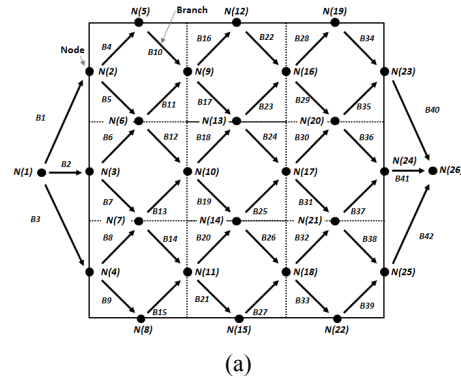 N(5) Branch N(12) N(19)
B4 B10 B16 B22 B28 B34
Node N(2) N(9) N(16) N(23)
B5 B11 B17 B23 B29 B35 B40
B1 N(6) N(13) N(20)
B6 B12 B18 B24 B30 B36
N(1) B2 N(3) N(10) N(17) N(24) N(26)
B41
B3 B7 B13 B19 B25 B31 B37
N(7) N(14) N(21)
B8 B14 B20 B26 B32 B38 B42
N(4) N(11) N(18) N(25)
B9 B15 B21 B27 B33 B39
N(8) N(15) N(22)
(a)